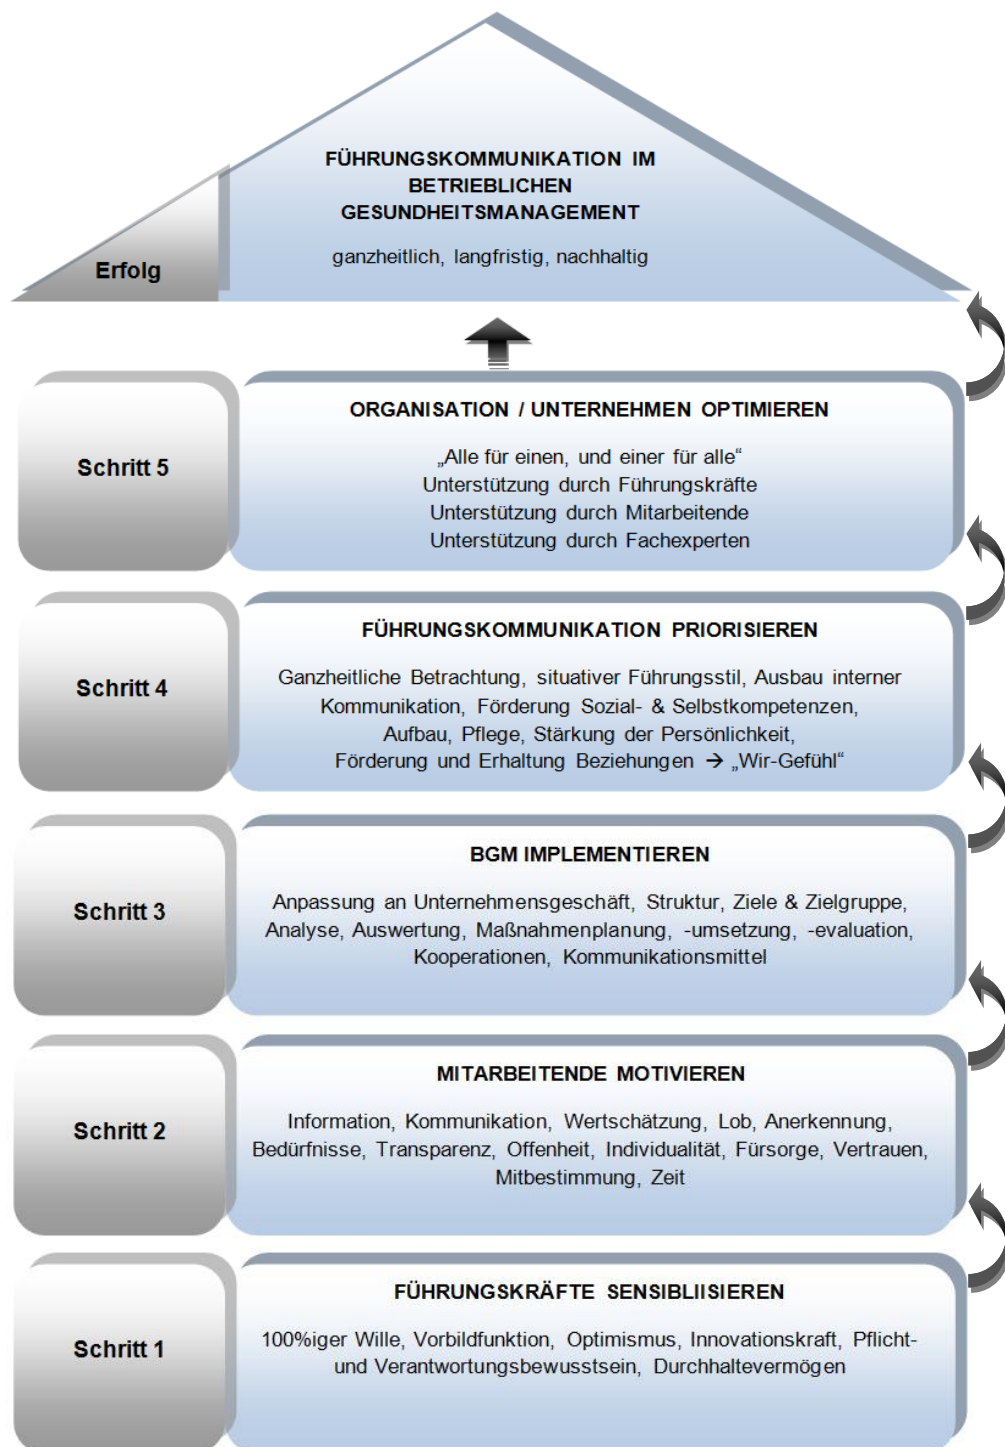 FÜHRUNGSKOMMUNIKATION IM
BETRIEBLICHEN
GESUNDHEITSMANAGEMENT
ganzheitlich, langfristig, nachhaltig
Erfolg
Schritt 5
ORGANISATION / UNTERNEHMEN OPTIMIEREN
„Alle für einen, und einer für alle“
Unterstützung durch Führungskräfte
Unterstützung durch Mitarbeitende
Unterstützung durch Fachexperten
Schritt 4
FÜHRUNGSKOMMUNIKATION PRIORISIEREN
Ganzheitliche Betrachtung, situativer Führungsstil, Ausbau interner
Kommunikation, Förderung Sozial- & Selbstkompetenzen,
Aufbau, Pflege, Stärkung der Persönlichkeit,
Förderung und Erhaltung Beziehungen → „Wir-Gefühl“
Schritt 3
BGM IMPLEMENTIEREN
Anpassung an Unternehmensgeschäft, Struktur, Ziele & Zielgruppe,
Analyse, Auswertung, Maßnahmenplanung, -umsetzung, -evaluation,
Kooperationen, Kommunikationsmittel
Schritt 2
MITARBEITENDE MOTIVIEREN
Information, Kommunikation, Wertschätzung, Lob, Anerkennung,
Bedürfnisse, Transparenz, Offenheit, Individualität, Fürsorge, Vertrauen,
Mitbestimmung, Zeit
Schritt 1
FÜHRUNGSKRÄFTE SENSIBLIISIEREN
100%iger Wille, Vorbildfunktion, Optimismus, Innovationskraft, Pflicht-
und Verantwortungsbewusstsein, Durchhaltevermögen